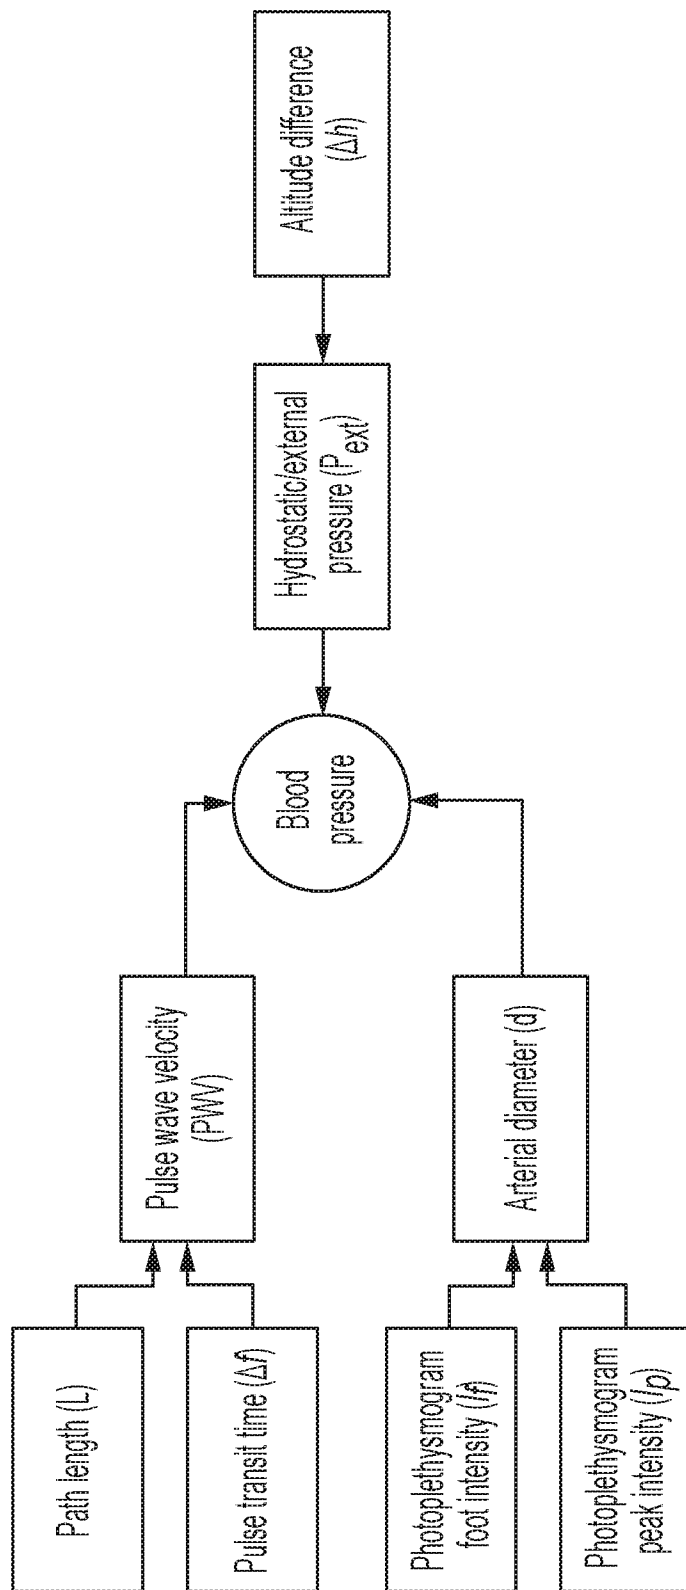 Path length (L)
Pulse transit time (Δt)
Photoplethysmogram
foot intensity (If)
Photoplethysmogram
peak intensity (Ip)
Pulse wave velocity
(PWV)
Arterial diameter (d)
Blood
pressure
Hydrostatic/external
pressure (Pext)
Altitude difference
(Δh)